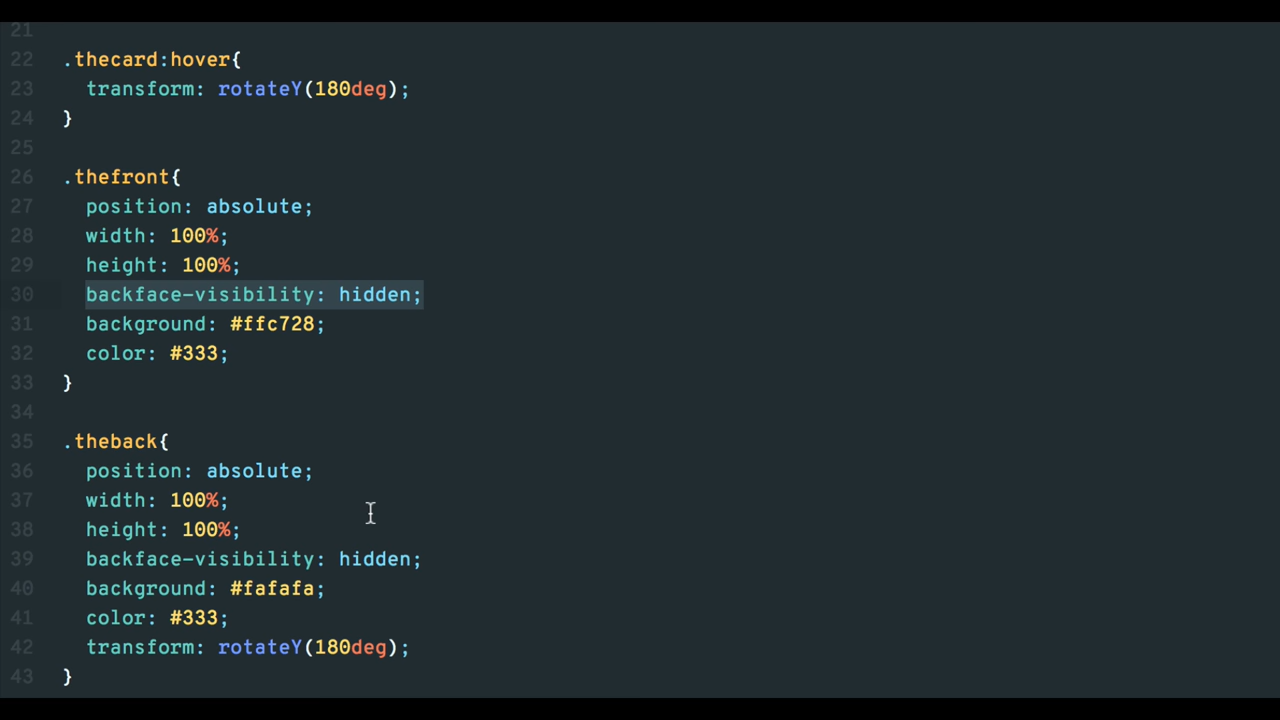 21
22 .thecard:hover{
23 transform: rotateY(180deg);
24 }
25
26 .thefront{
27 position: absolute;
28 width: 100%;
29 height: 100%;
30 backface-visibility: hidden;
31 background: #ffc728;
32 color: #333;
33 }
34
35 .theback{
36 position: absolute;
37 width: 100%;
38 height: 100%;
39 backface-visibility: hidden;
40 background: #fafafa;
41 color: #333;
42 transform: rotateY(180deg);
43 }